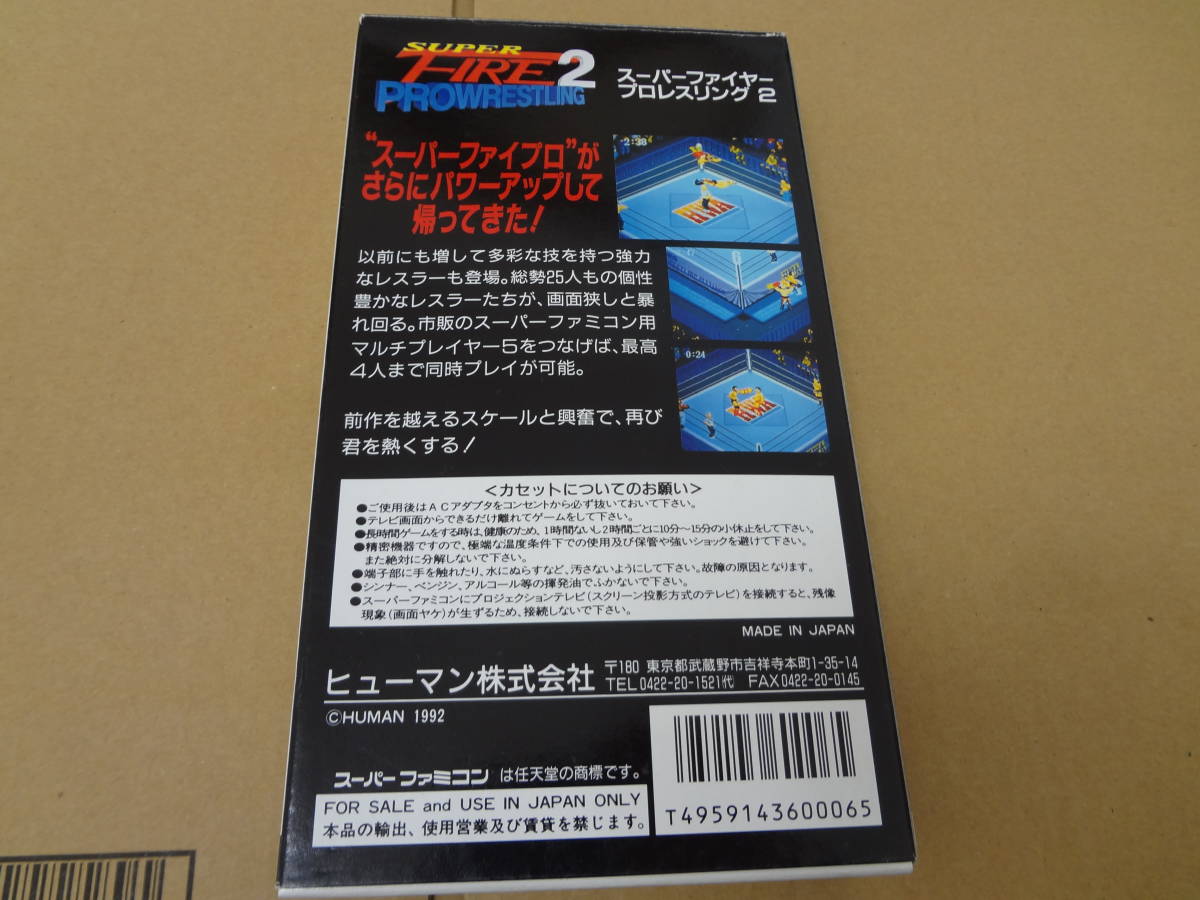 SUPER
FIRE 2
PROWRESTLING
スーパーファイヤー
プロレスリング 2
“スーパーファイプロ”が
さらにパワーアップして
帰ってきた!
2:38
以前にも増して多彩な技を持つ強力
なレスラーも登場。総勢25人もの個性
豊かなレスラーたちが、画面狭しと暴
れ回る。市販のスーパーファミコン用
マルチプレイヤー5をつなげば、最高
4人まで同時プレイが可能。
0:24
前作を越えるスケールと興奮で、再び
君を熱くする!
<カセットについてのお願い>
●ご使用後はACアダプタをコンセントから必ず抜いておいて下さい。
●テレビ画面からできるだけ離れてゲームをして下さい。
●長時間ゲームをする時は、健康のため、1時間ないし2時間ごとに10分〜15分の小休止をして下さい。
●精密機器ですので、極端な温度条件下での使用及び保管や強いショックを避けて下さい。
また絶対に分解しないで下さい。
●端子部に手を触れたり、水にぬらすなど、汚さないようにして下さい。故障の原因となります。
●シンナー、ベンジン、アルコール等の揮発油でふかないで下さい。
●スーパーファミコンにプロジェクションテレビ(スクリーン投影方式のテレビ)を接続すると、残像
現象(画面ヤケ)が生ずるため、接続しないで下さい。
MADE IN JAPAN
ヒューマン株式会社
〒180 東京都武蔵野市吉祥寺本町1-35-14
TEL0422-20-1521(代) FAX0422-20-0145
©HUMAN 1992
スーパーファミコン は任天堂の商標です。
FOR SALE and USE IN JAPAN ONLY
本品の輸出、使用営業及び賃貸を禁じます。
T4959143600065